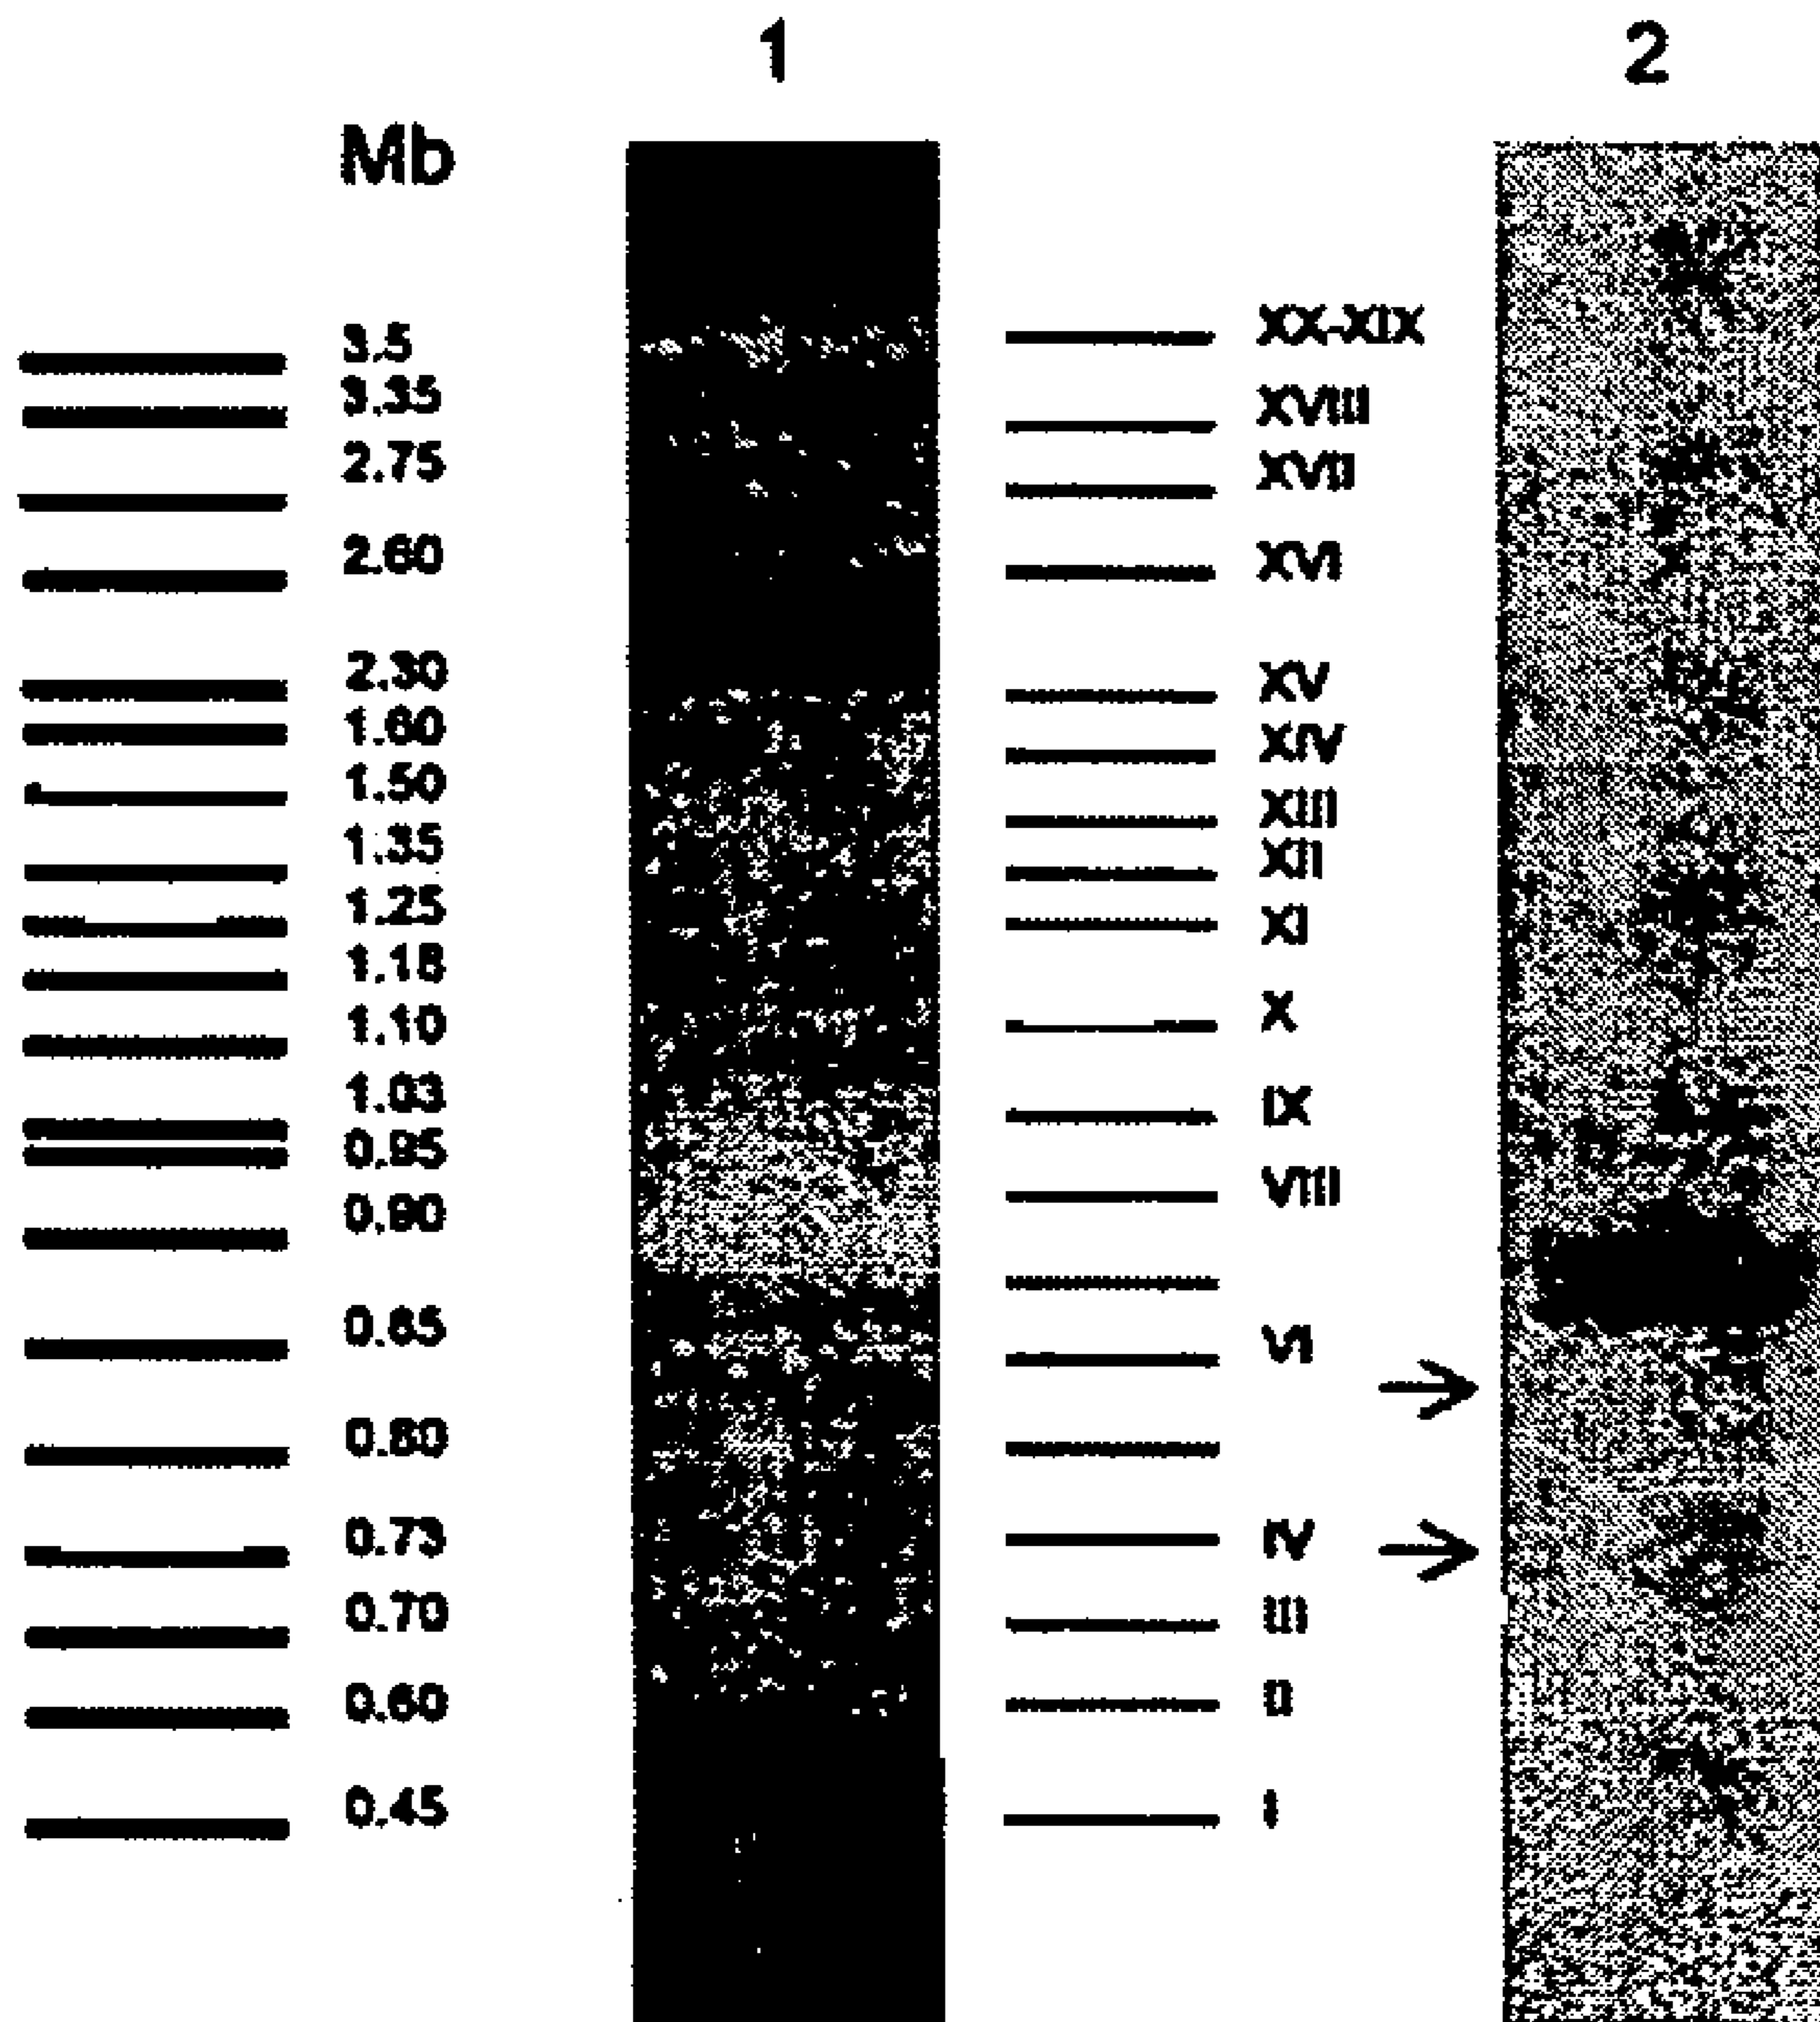 1 2
Mb
3.5
3.35
2.75
2.60
2.30
1.60
1.50
1.35
1.25
1.18
1.10
1.03
0.95
0.90
0.85
0.80
0.73
0.70
0.60
0.45
XX-XIX
XVIII
XVII
XVI
XV
XIV
XIII
XII
XI
X
IX
VIII
VI
IV
III
II
I